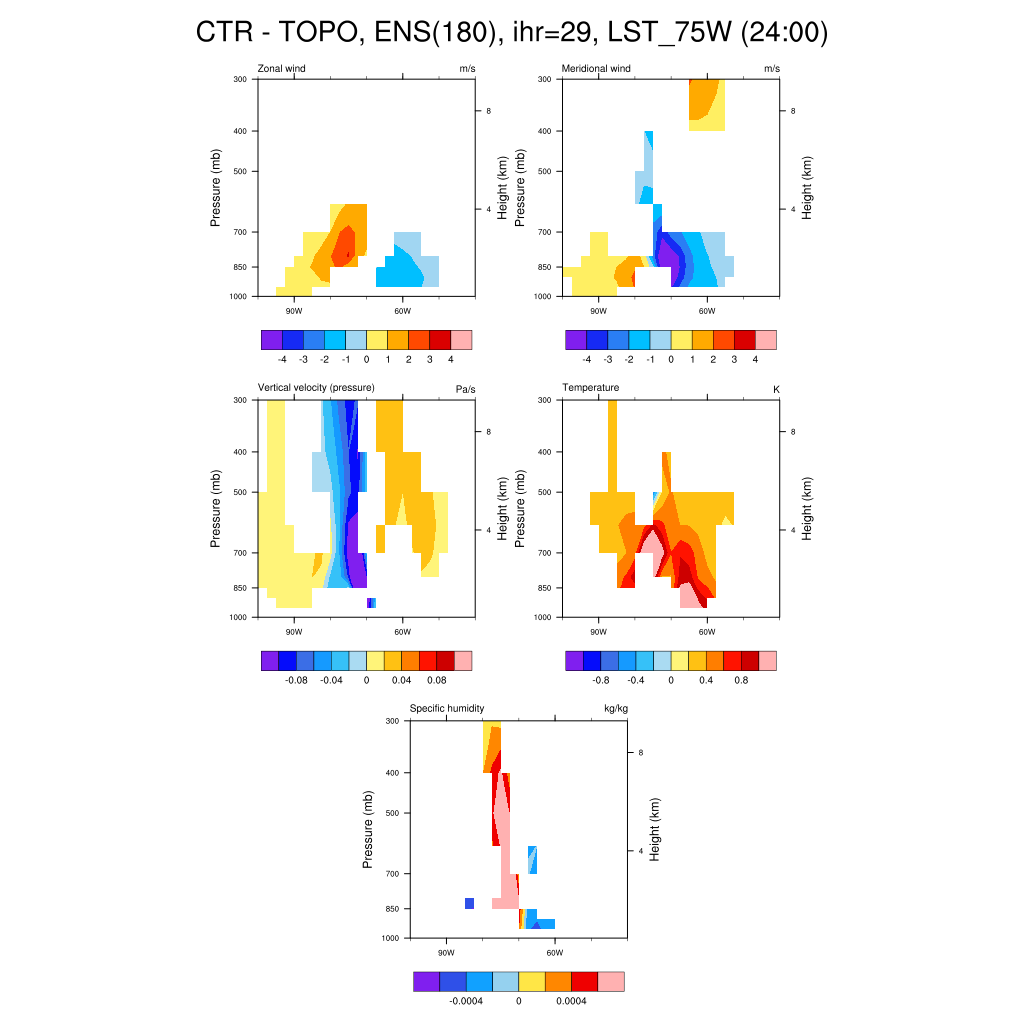 CTR - TOPO, ENS(180), ihr=29, LST_75W (24:00)
Zonal wind m/s
300
400
500
700
850
1000
Pressure (mb)
8
4
Height (km)
90W 60W
-4 -3 -2 -1 0 1 2 3 4
Meridional wind m/s
300
400
500
700
850
1000
Pressure (mb)
8
4
Height (km)
90W 60W
-4 -3 -2 -1 0 1 2 3 4
Vertical velocity (pressure) Pa/s
300
400
500
700
850
1000
Pressure (mb)
8
4
Height (km)
90W 60W
-0.08 -0.04 0 0.04 0.08
Temperature K
300
400
500
700
850
1000
Pressure (mb)
8
4
Height (km)
90W 60W
-0.8 -0.4 0 0.4 0.8
Specific humidity kg/kg
300
400
500
700
850
1000
Pressure (mb)
8
4
Height (km)
90W 60W
-0.0004 0 0.0004